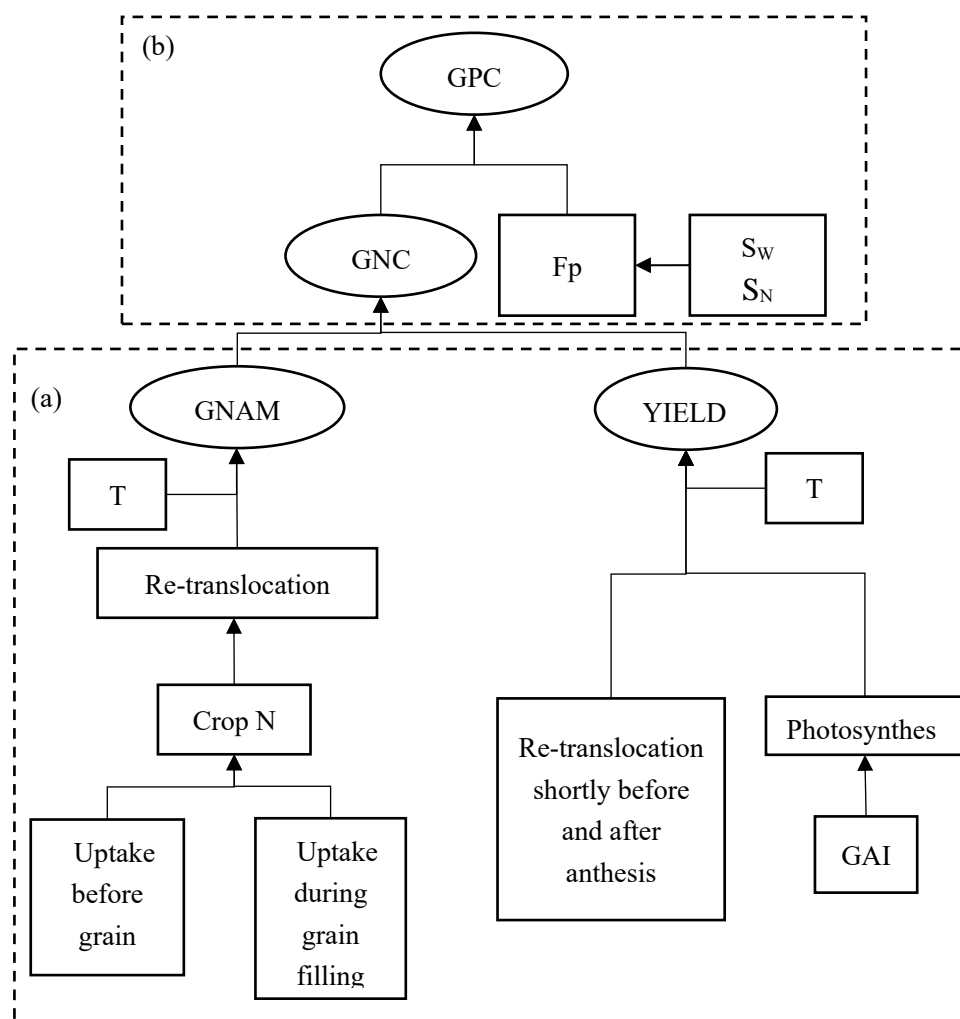 (b)
GPC
GNC
Fp
SW
SN
(a)
GNAM
YIELD
T
T
Re-translocation
Crop N
Uptake
before
grain
Uptake
during
grain
filling
Re-translocation
shortly before
and after
anthesis
Photosynthes
GAI